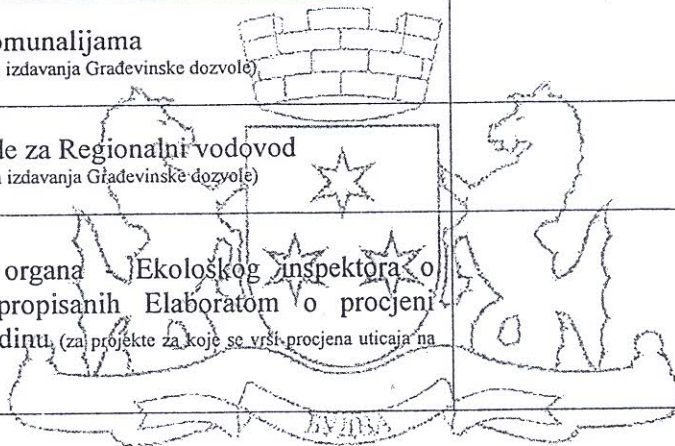 omunalijama
izdavanja Građevinske dozvole)
de za Regionalni vodovod
izdavanja Građevinske dozvole)
organa - Ekološkog inspektora o
propisanih Elaboratom o procjeni
dinu (za projekte za koje se vrši procjena uticaja na
БУДВА